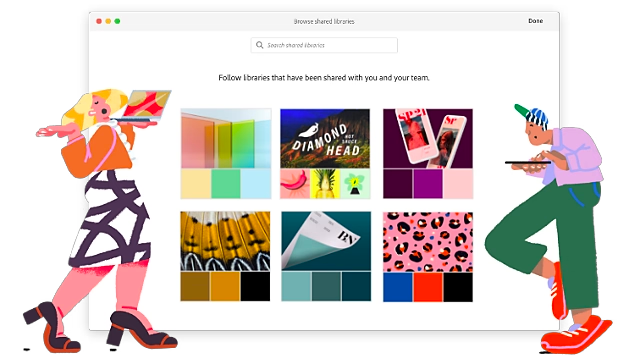 Browse shared libraries
Done
Search shared libraries
Follow libraries that have been shared with you and your team.
DIAMOND
HOT
SAUCE
HEAD